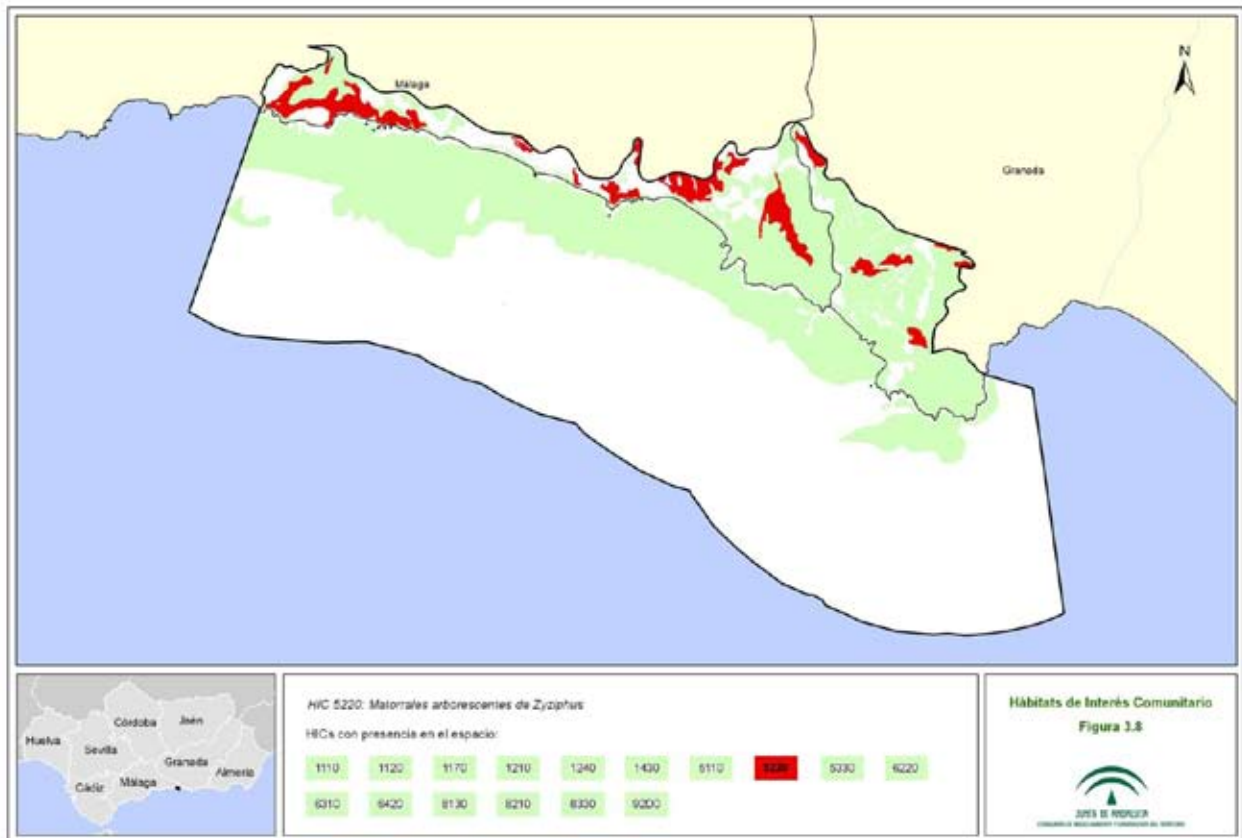 N
Málaga
Granada
Huelva
Sevilla
Córdoba
Jaén
Cádiz
Málaga
Granada
Almería
HIC 5220: Matorrales arborescentes de Zyziphus
HICs con presencia en el espacio:
1110 1120 1170 1210 1240 1430 5110 5220 5330 6220
6310 6420 8130 8210 8330 92D0
Hábitats de Interés Comunitario
Figura 3.8
JUNTA DE ANDALUCIA